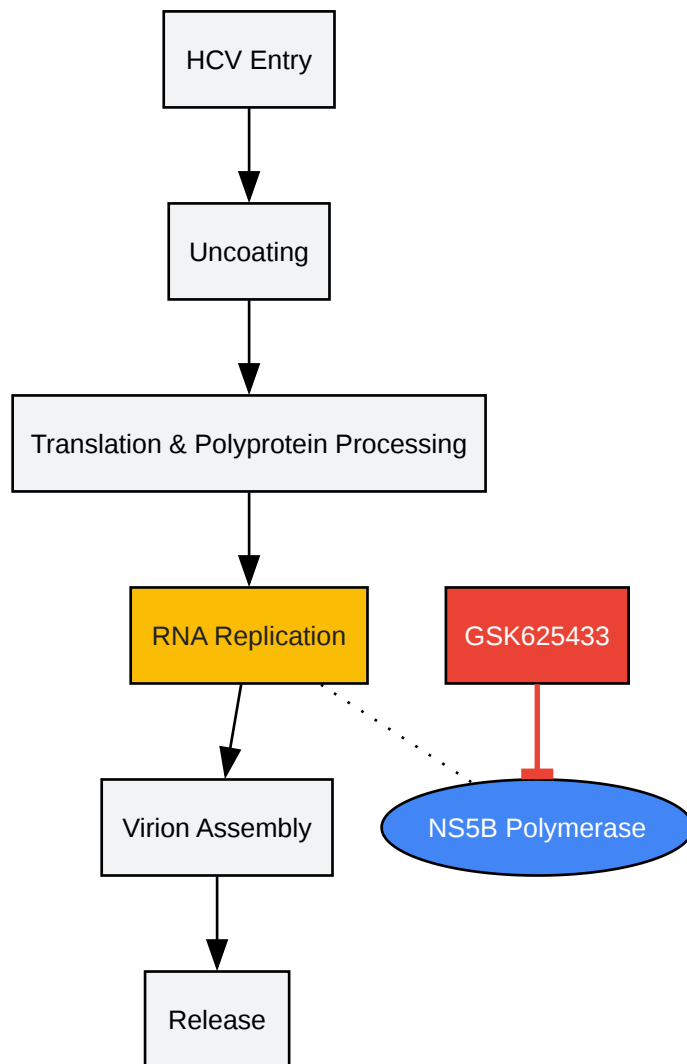 HCV Entry
Uncoating
Translation & Polyprotein Processing
RNA Replication
GSK625433
Virion Assembly
NS5B Polymerase
Release